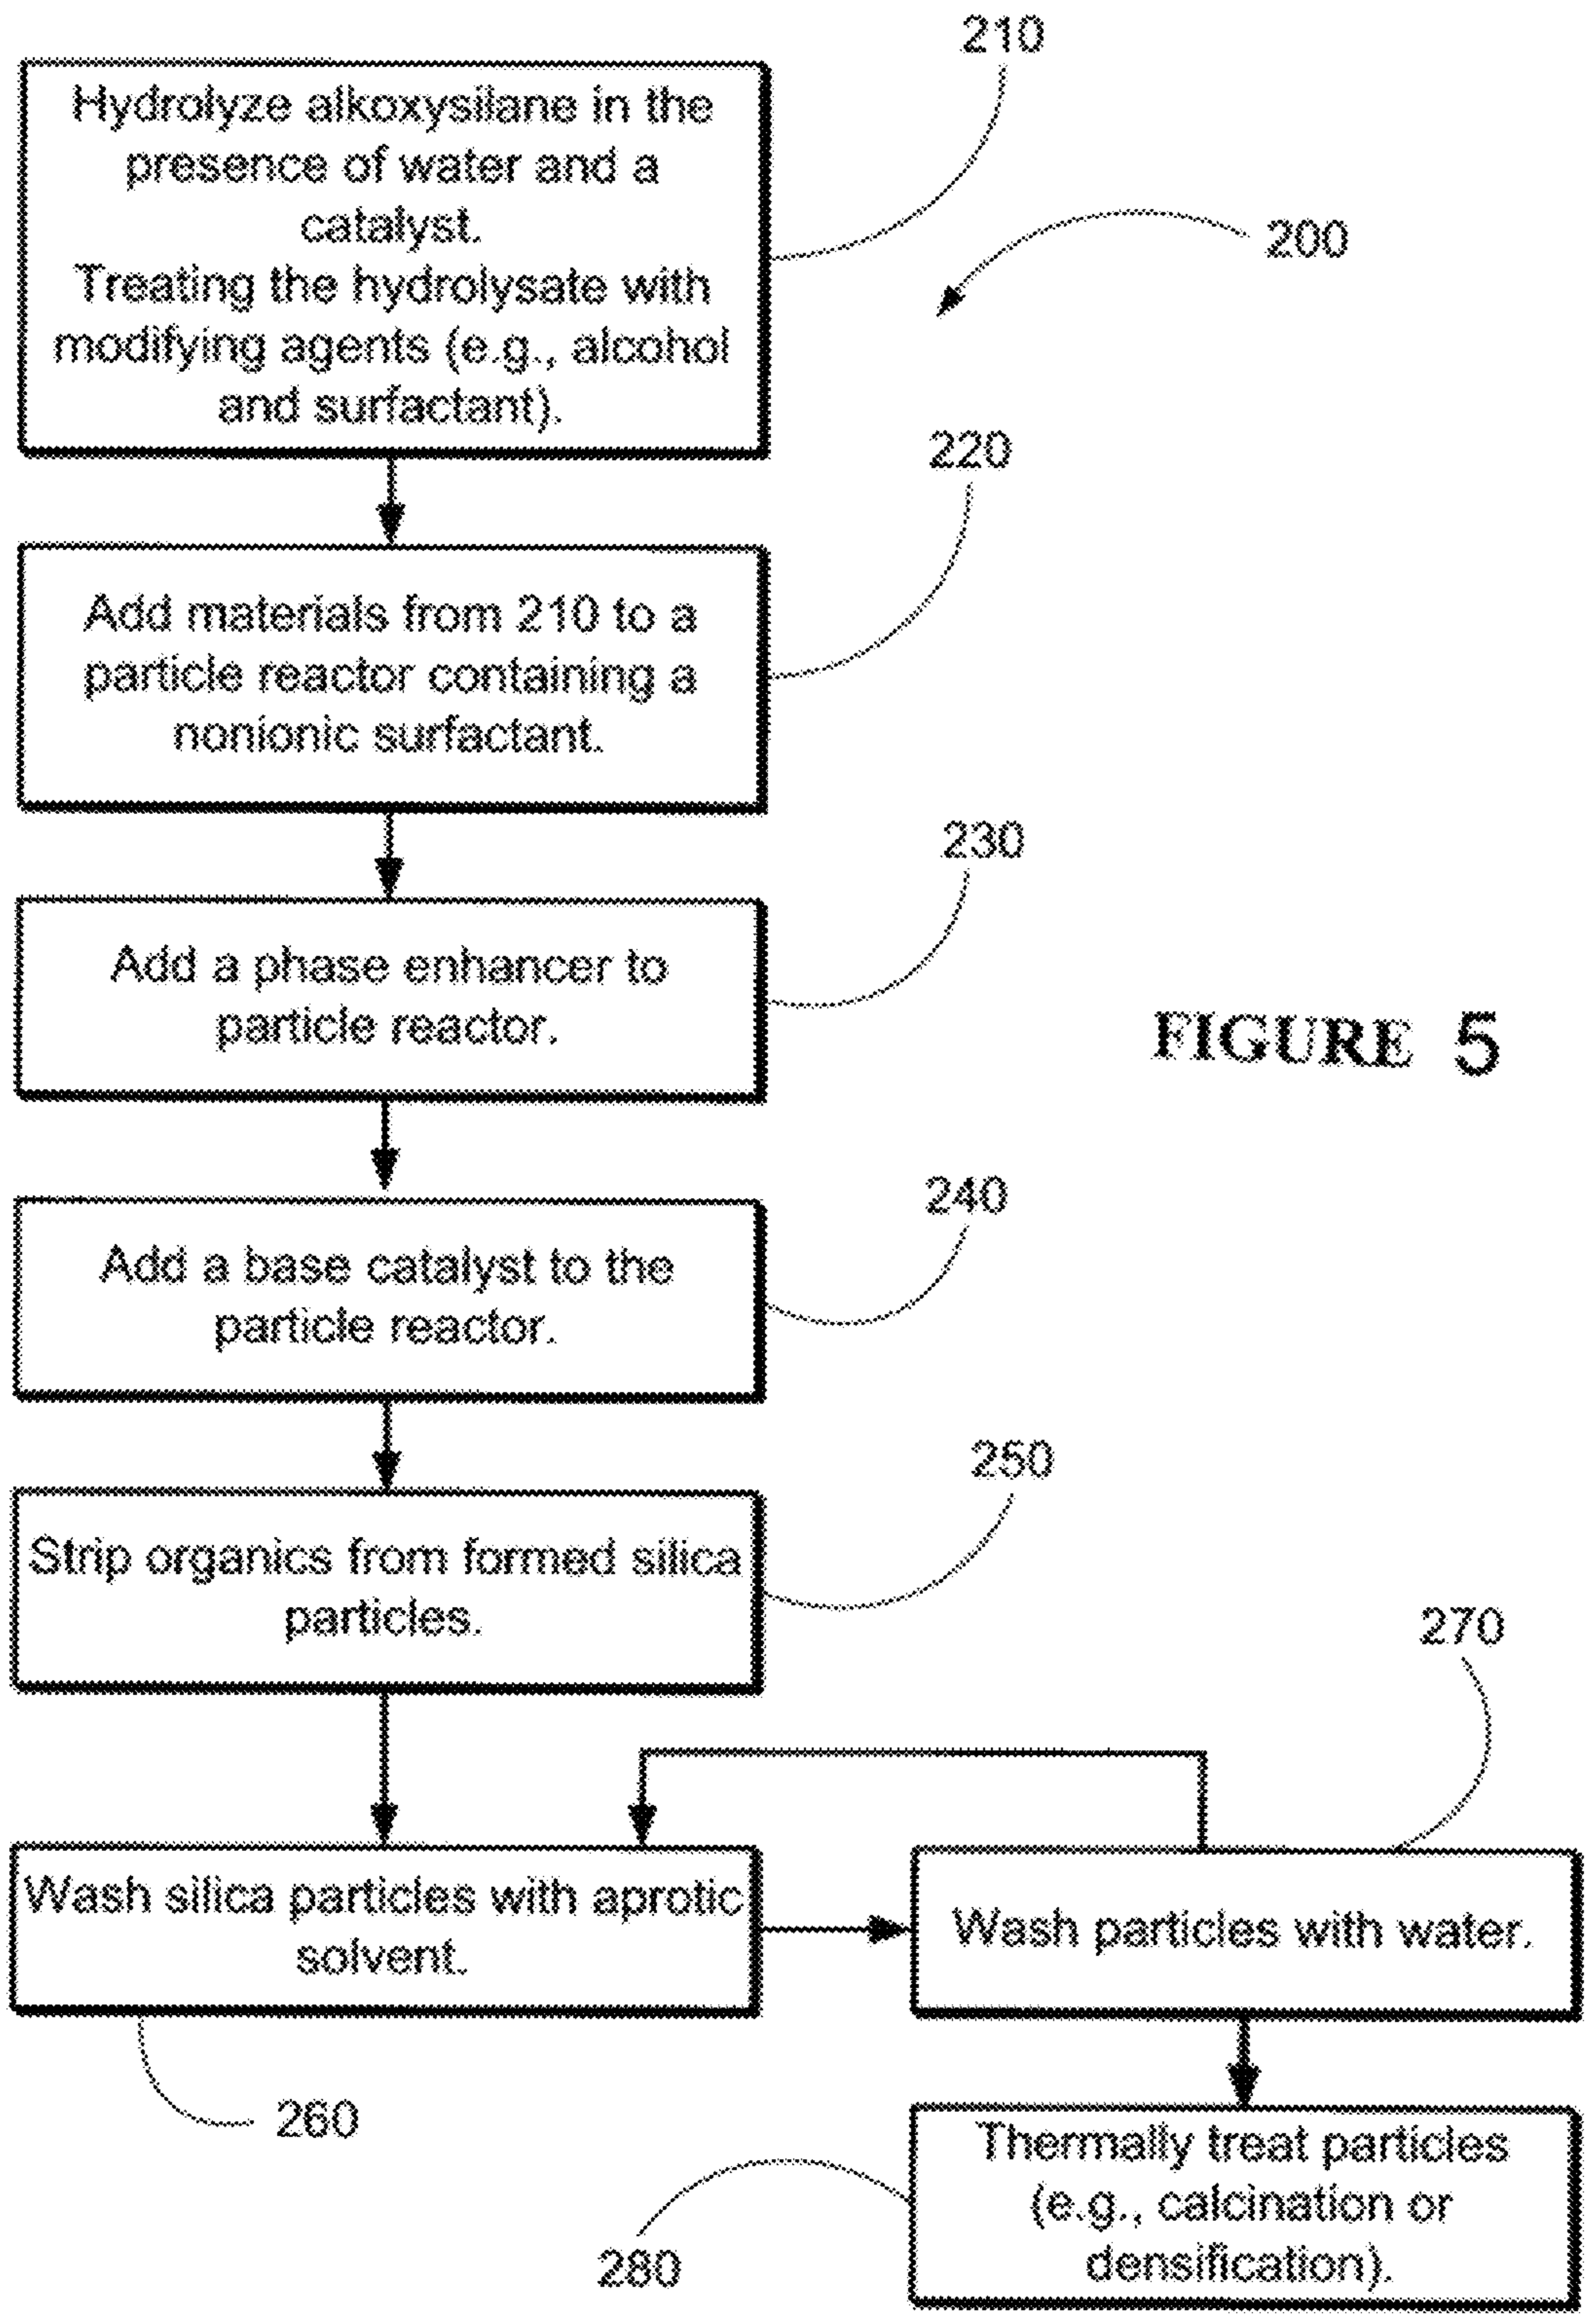 210
Hydrolyze alkoxysilane in the
presence of water and a
catalyst.
Treating the hydrolysate with
modifying agents (e.g., alcohol
and surfactant).
200
220
Add materials from 210 to a
particle reactor containing a
nonionic surfactant.
230
Add a phase enhancer to
particle reactor.
FIGURE 5
240
Add a base catalyst to the
particle reactor.
250
Strip organics from formed silica
particles.
270
Wash silica particles with aprotic
solvent.
Wash particles with water.
260
Thermally treat particles
(e.g., calcination or
densification).
280